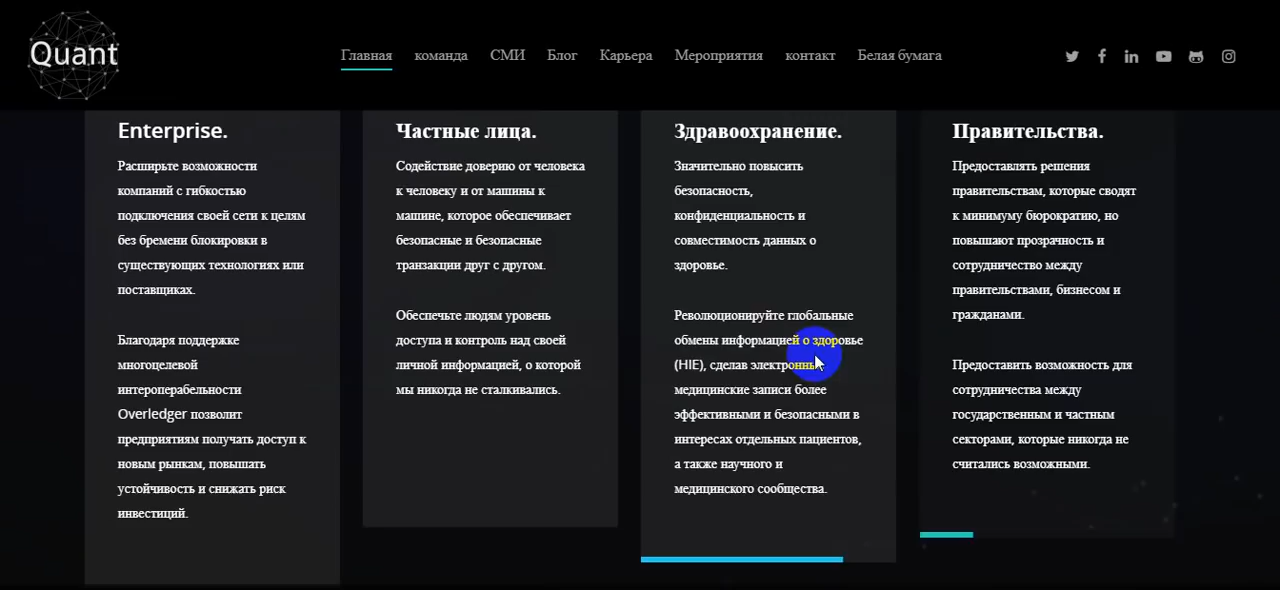 Quant
Главная команда СМИ Блог Карьера Мероприятия контакт Белая бумага
Enterprise.
Расширьте возможности
компаний с гибкостью
подключения своей сети к целям
без бремени блокировки в
существующих технологиях или
поставщиках.
Благодаря поддержке
многоцелевой
интероперабельности
Overledger позволит
предприятиям получать доступ к
новым рынкам, повышать
устойчивость и снижать риск
инвестиций.
Частные лица.
Содействие доверию от человека
к человеку и от машины к
машине, которое обеспечивает
безопасные и безопасные
транзакции друг с другом.
Обеспечьте людям уровень
доступа и контроль над своей
личной информацией, о которой
мы никогда не сталкивались.
Здравоохранение.
Значительно повысить
безопасность,
конфиденциальность и
совместимость данных о
здоровье.
Революционируйте глобальные
обмены информацией о здоровье
(HIE), сделав электронные
медицинские записи более
эффективными и безопасными в
интересах отдельных пациентов,
а также научного и
медицинского сообщества.
Правительства.
Предоставлять решения
правительствам, которые сводят
к минимуму бюрократию, но
повышают прозрачность и
сотрудничество между
правительствами, бизнесом и
гражданами.
Предоставить возможность для
сотрудничества между
государственным и частным
секторами, которые никогда не
считались возможными.